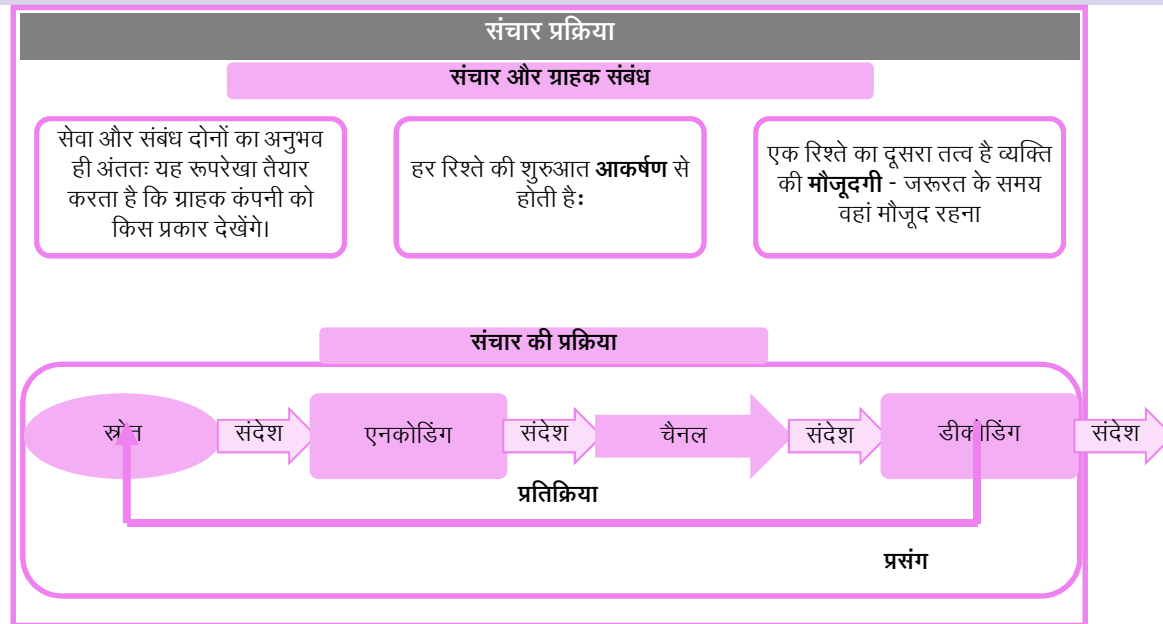 संचार प्रक्रिया
संचार और ग्राहक संबंध
सेवा और संबंध दोनों का अनुभव
ही अंततः यह रूपरेखा तैयार
करता है कि ग्राहक कंपनी को
किस प्रकार देखेंगे।
हर रिश्ते की शुरुआत आकर्षण से
होती है:
एक रिश्ते का दूसरा तत्व है व्यक्ति
की मौजूदगी - जरूरत के समय
वहां मौजूद रहना
संचार की प्रक्रिया
स्रोत संदेश एनकोडिंग संदेश चैनल संदेश डीकोडिंग संदेश
प्रतिक्रिया
प्रसंग